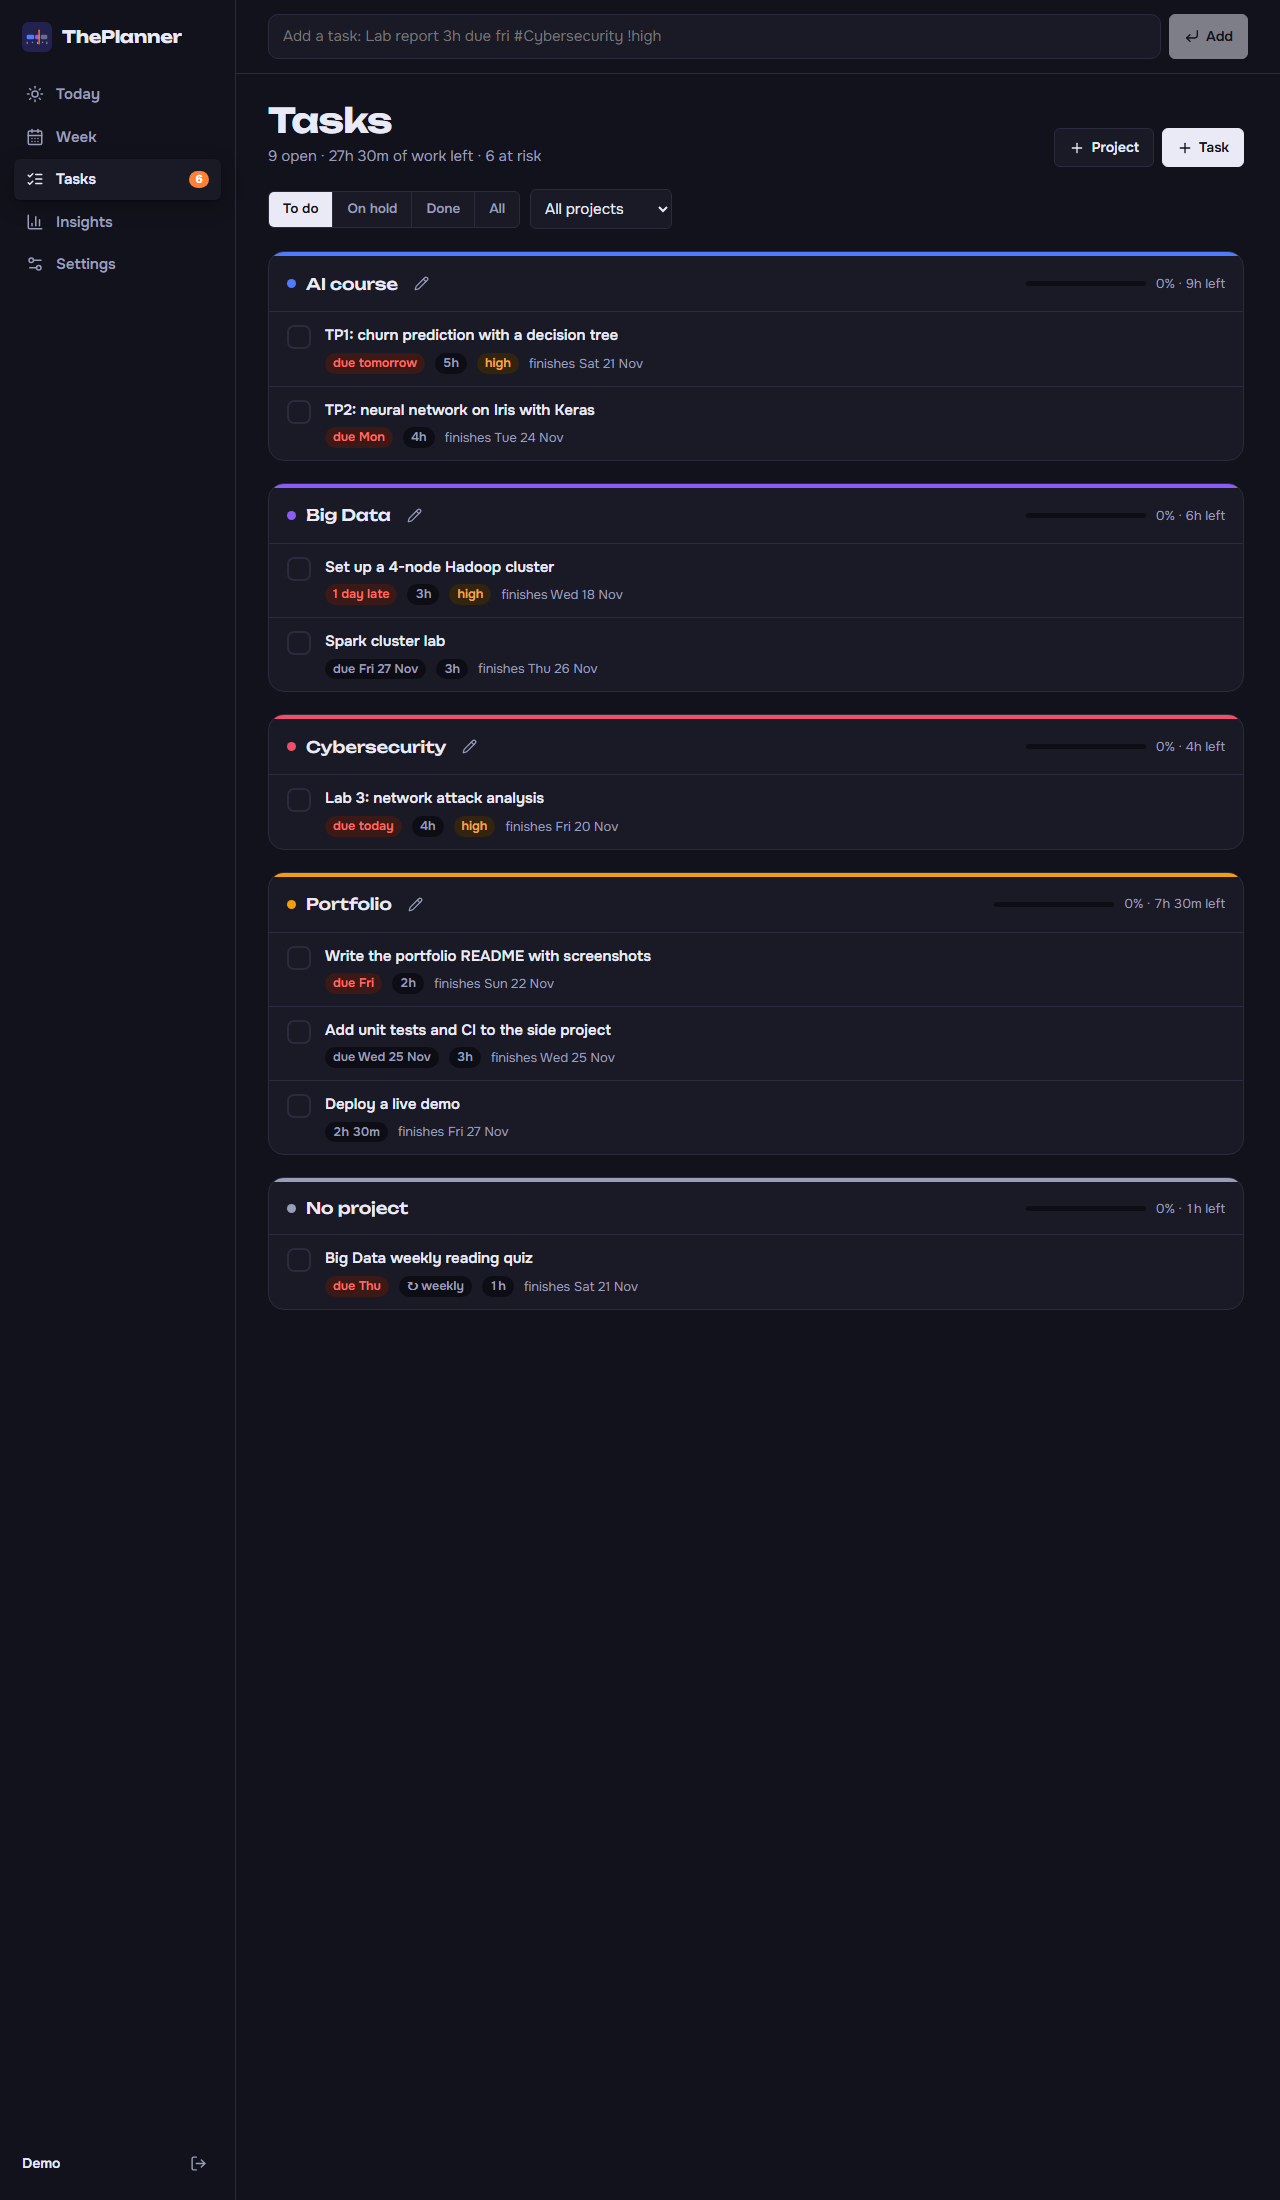 ThePlanner
Today
Week
Tasks 6
Insights
Settings
Demo
Add a task: Lab report 3h due fri #Cybersecurity !high
Add
Tasks
9 open · 27h 30m of work left · 6 at risk
+ Project
+ Task
To do On hold Done All All projects
AI course 0% · 9h left
TP1: churn prediction with a decision tree
due tomorrow 5h high finishes Sat 21 Nov
TP2: neural network on Iris with Keras
due Mon 4h finishes Tue 24 Nov
Big Data 0% · 6h left
Set up a 4-node Hadoop cluster
1 day late 3h high finishes Wed 18 Nov
Spark cluster lab
due Fri 27 Nov 3h finishes Thu 26 Nov
Cybersecurity 0% · 4h left
Lab 3: network attack analysis
due today 4h high finishes Fri 20 Nov
Portfolio 0% · 7h 30m left
Write the portfolio README with screenshots
due Fri 2h finishes Sun 22 Nov
Add unit tests and CI to the side project
due Wed 25 Nov 3h finishes Wed 25 Nov
Deploy a live demo
2h 30m finishes Fri 27 Nov
No project 0% · 1h left
Big Data weekly reading quiz
due Thu ↻ weekly 1h finishes Sat 21 Nov